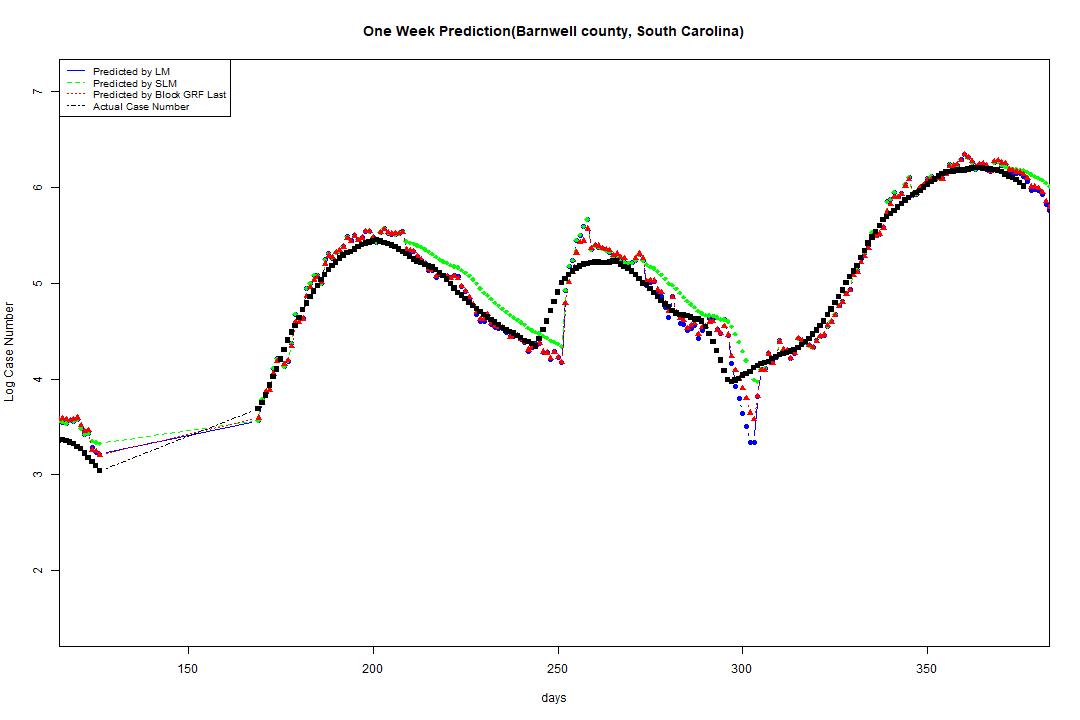 One Week Prediction(Barnwell county, South Carolina)
Predicted by LM
Predicted by SLM
Predicted by Block GRF Last
Actual Case Number
Log Case Number
7
6
5
4
3
2
150 200 250 300 350
days